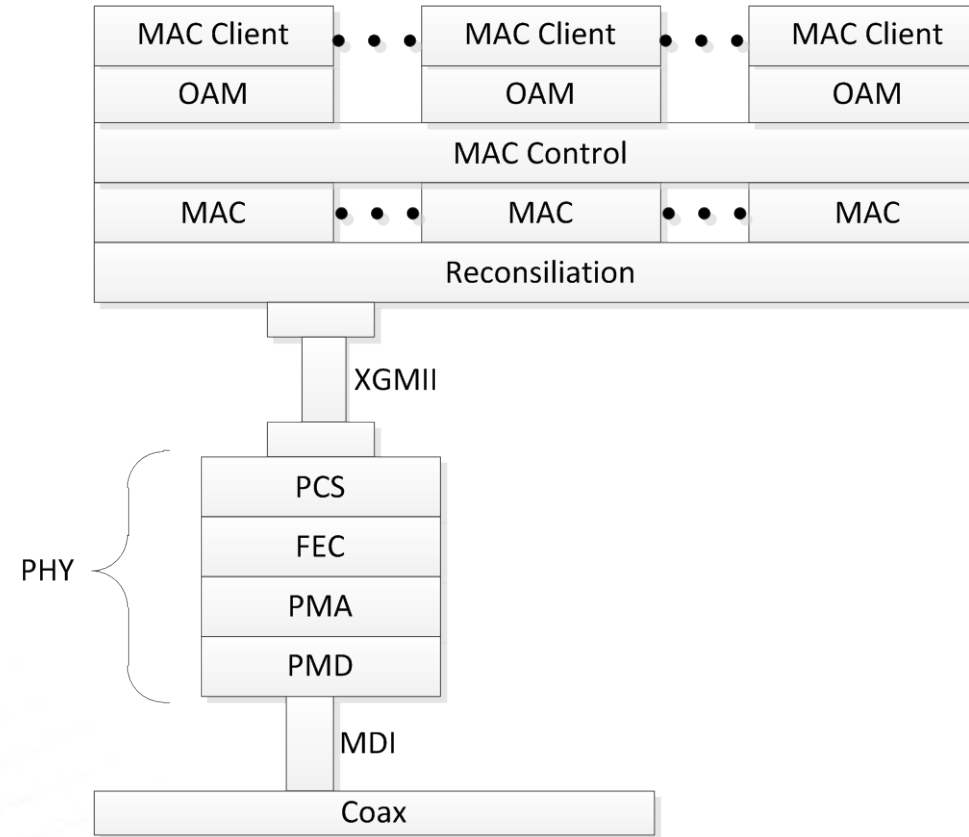 MAC Client MAC Client MAC Client
OAM OAM OAM
MAC Control
MAC MAC MAC
Reconsiliation
XGMII
PCS
FEC
PHY
PMA
PMD
MDI
Coax